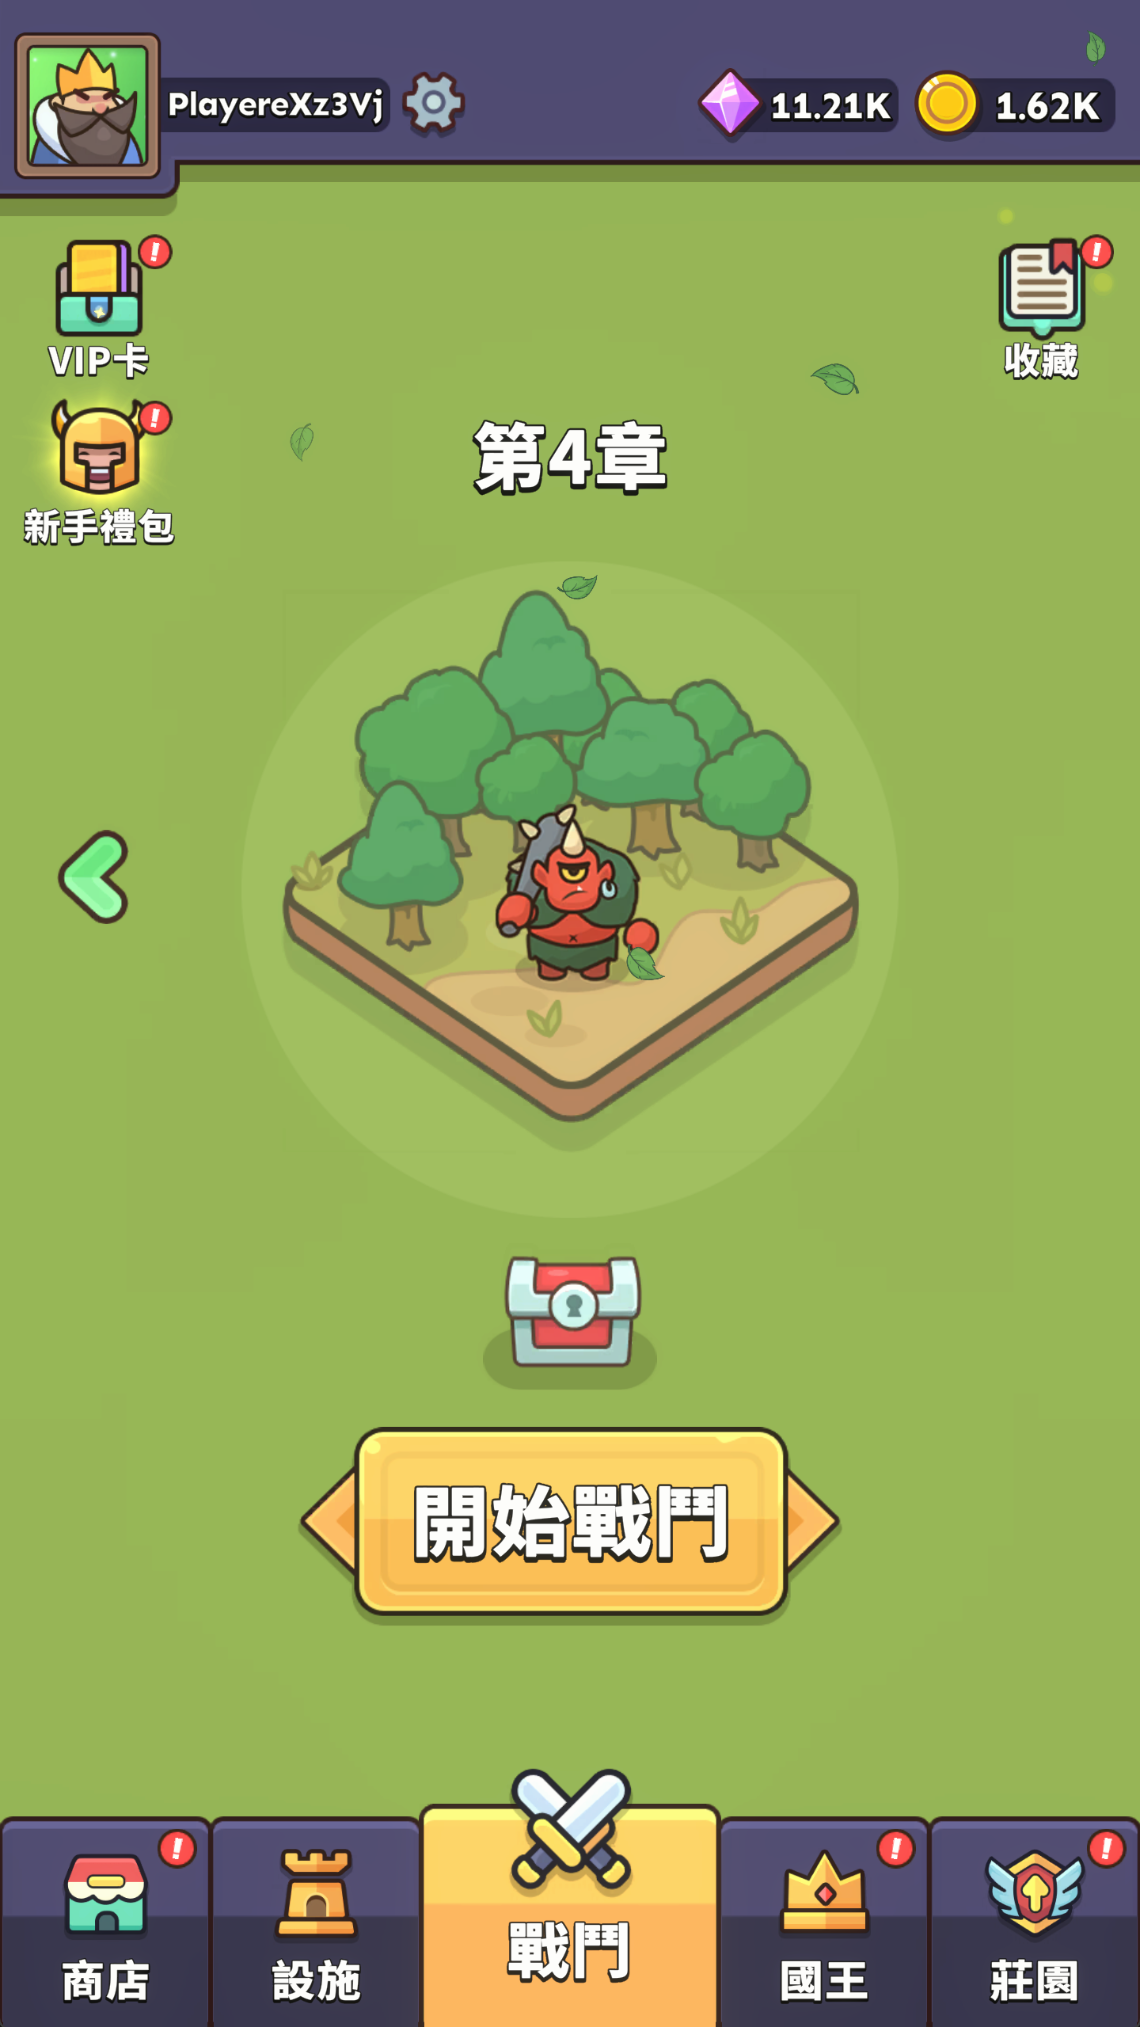 PlayereXz3Vj
11.21K
1.62K
VIP卡
收藏
新手禮包
第4章
開始戰鬥
商店
設施
戰鬥
國王
莊園